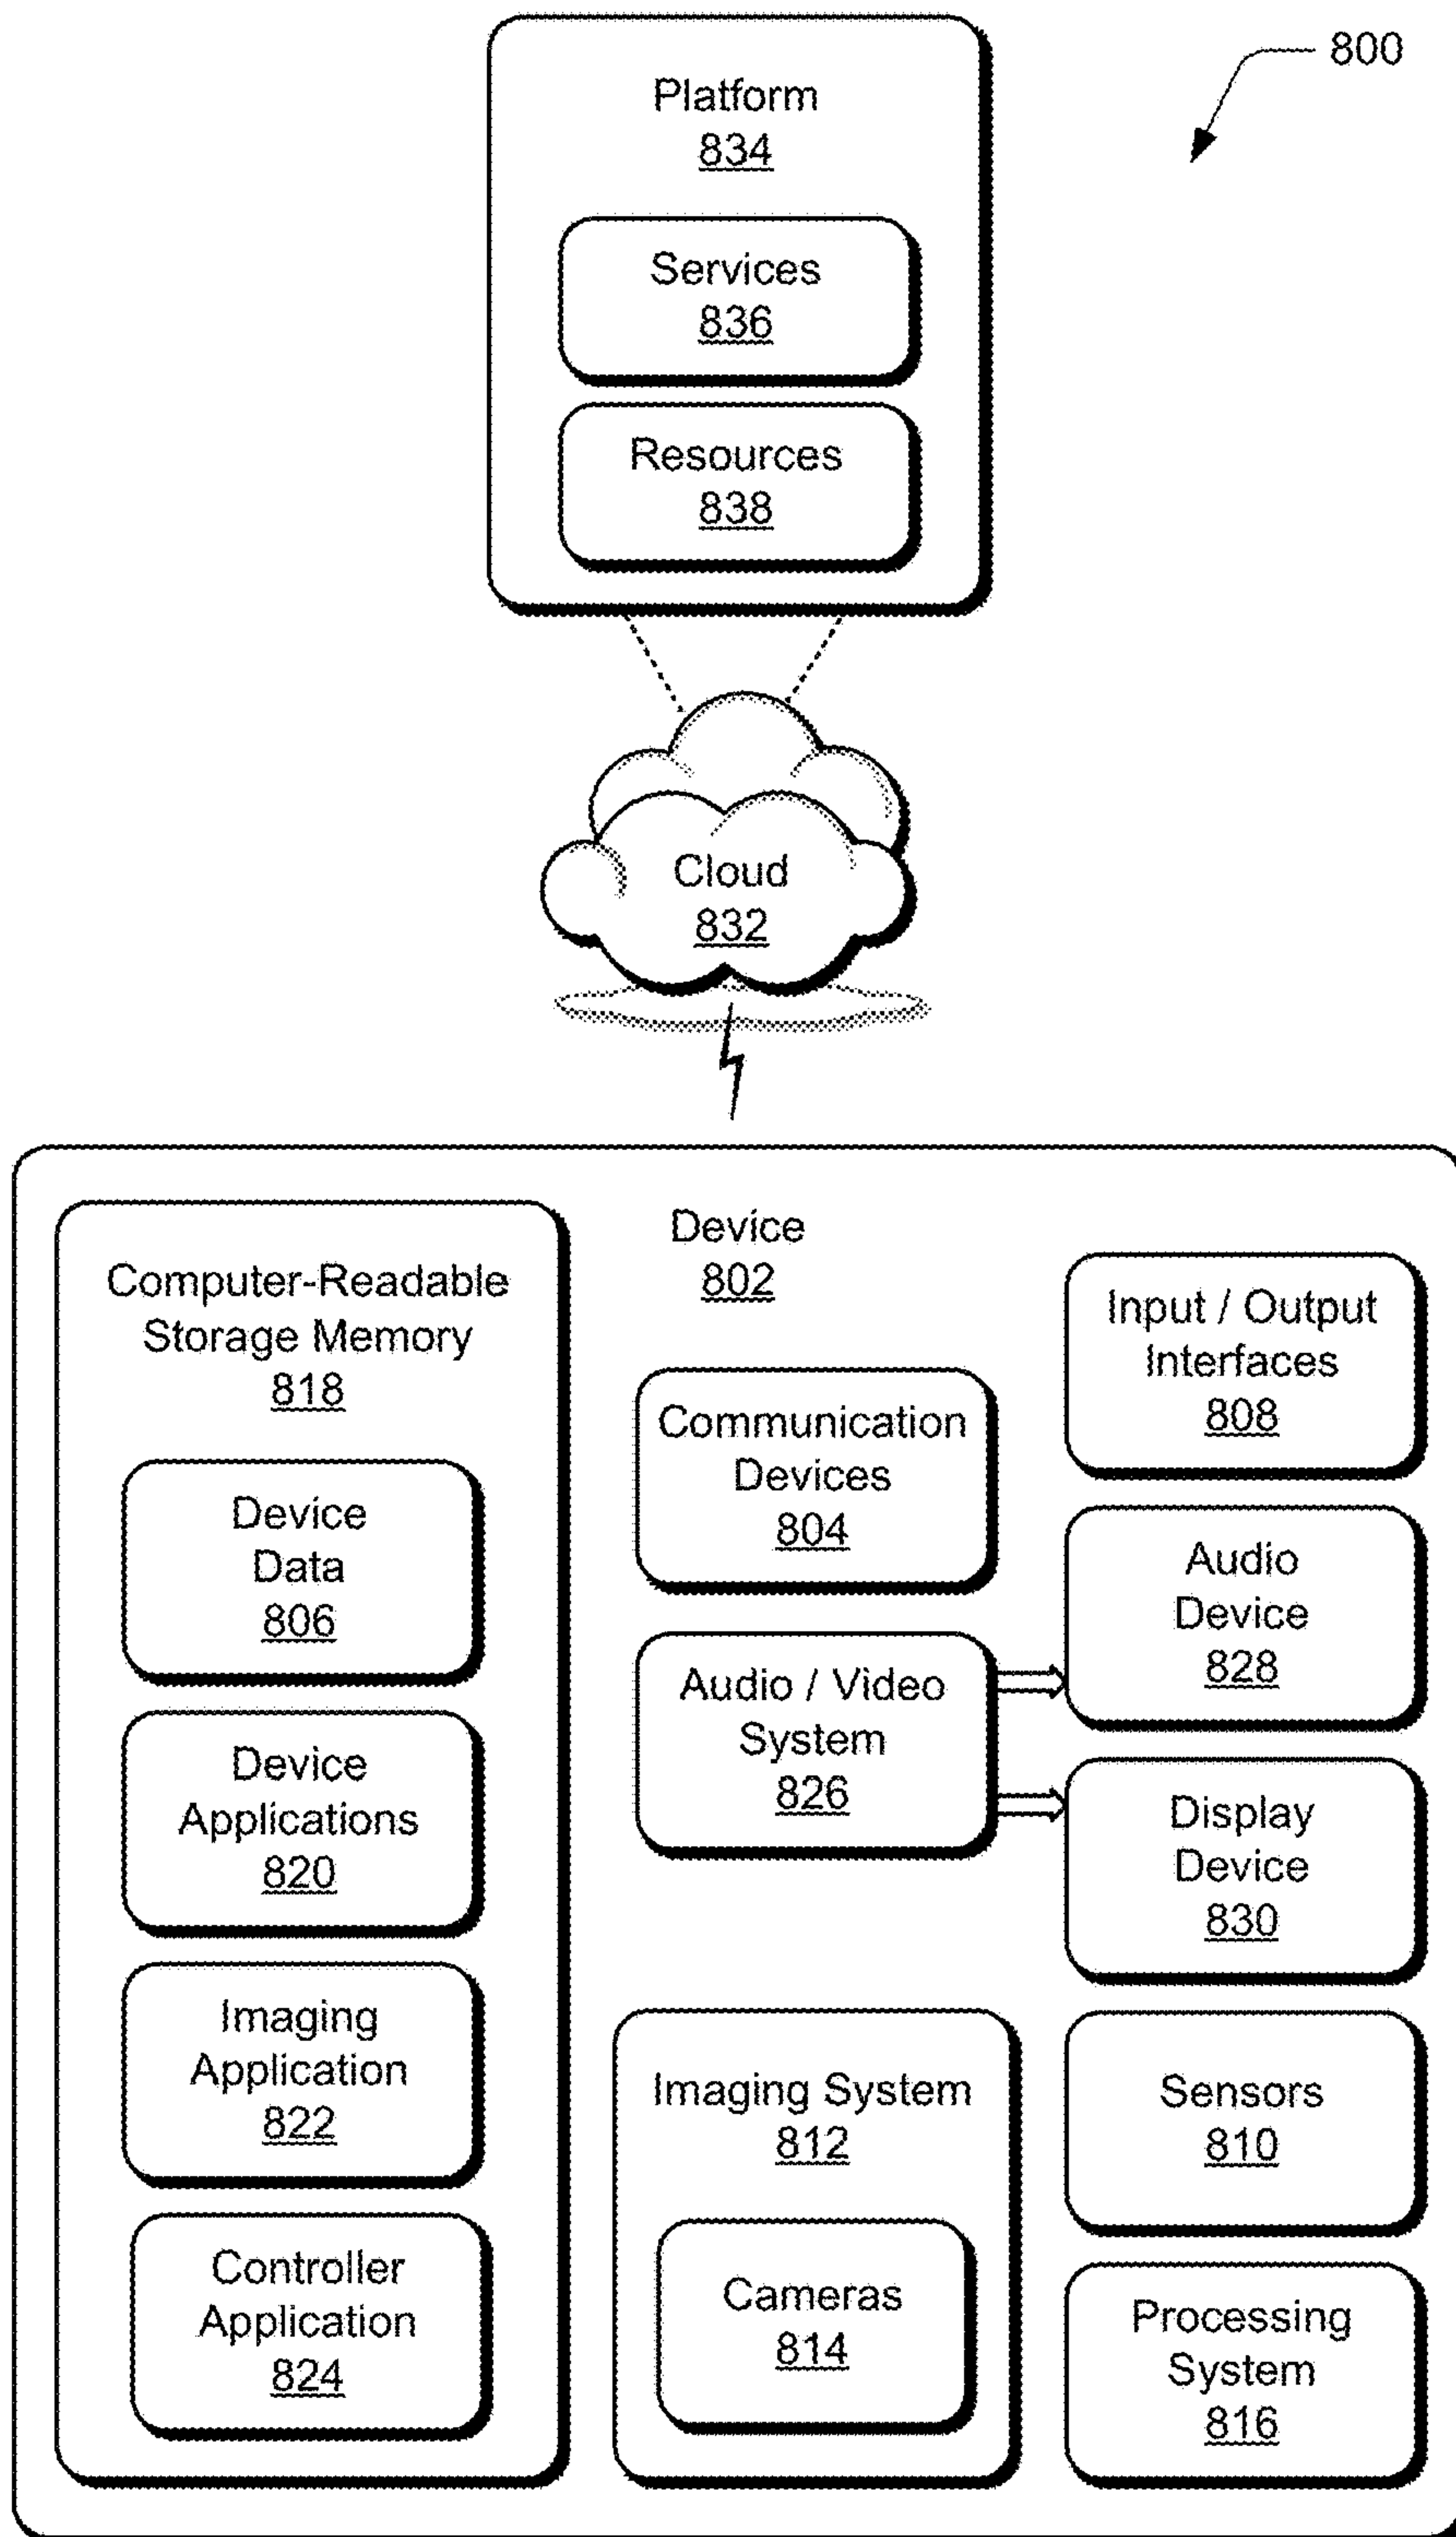 800
Platform
834
Services
836
Resources
838
Cloud
832
Device
802
Computer-Readable
Storage Memory
818
Device
Data
806
Device
Applications
820
Imaging
Application
822
Controller
Application
824
Communication
Devices
804
Audio / Video
System
826
Imaging System
812
Cameras
814
Input / Output
Interfaces
808
Audio
Device
828
Display
Device
830
Sensors
810
Processing
System
816